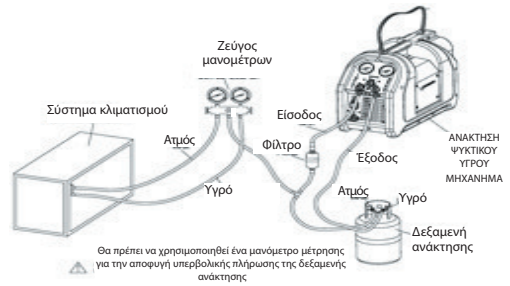 Ζεύγος
μανομέτρων
Σύστημα κλιματισμού
Είσοδος
Ατμός
Φίλτρο
Έξοδος
ΑΝΑΚΤΗΣΗ
ΨΥΚΤΙΚΟΥ
ΥΓΡΟΥ
ΜΗΧΑΝΗΜΑ
Υγρό
Ατμός
Υγρό
Δεξαμενή
ανάκτησης
Θα πρέπει να χρησιμοποιηθεί ένα μανόμετρο μέτρησης
για την αποφυγή υπερβολικής πλήρωσης της δεξαμενής
ανάκτησης